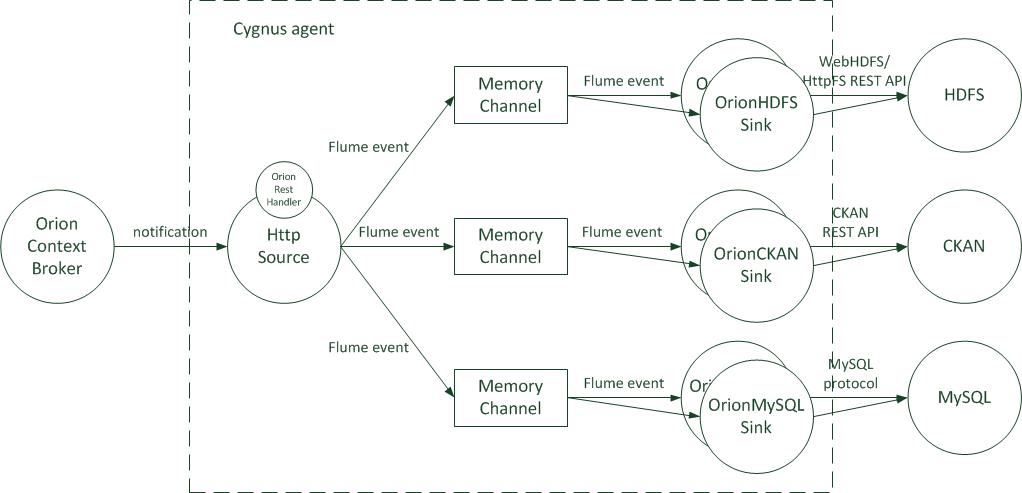 Cygnus agent
Orion
Context
Broker
notification
Orion
Rest
Handler
Http
Source
Flume event
Memory
Channel
Flume event
OrionHDFS
Sink
WebHDFS/
HttpFS REST API
HDFS
Flume event
Memory
Channel
Flume event
OrionCKAN
Sink
CKAN
REST API
CKAN
Flume event
Memory
Channel
Flume event
OrionMySQL
Sink
MySQL
protocol
MySQL